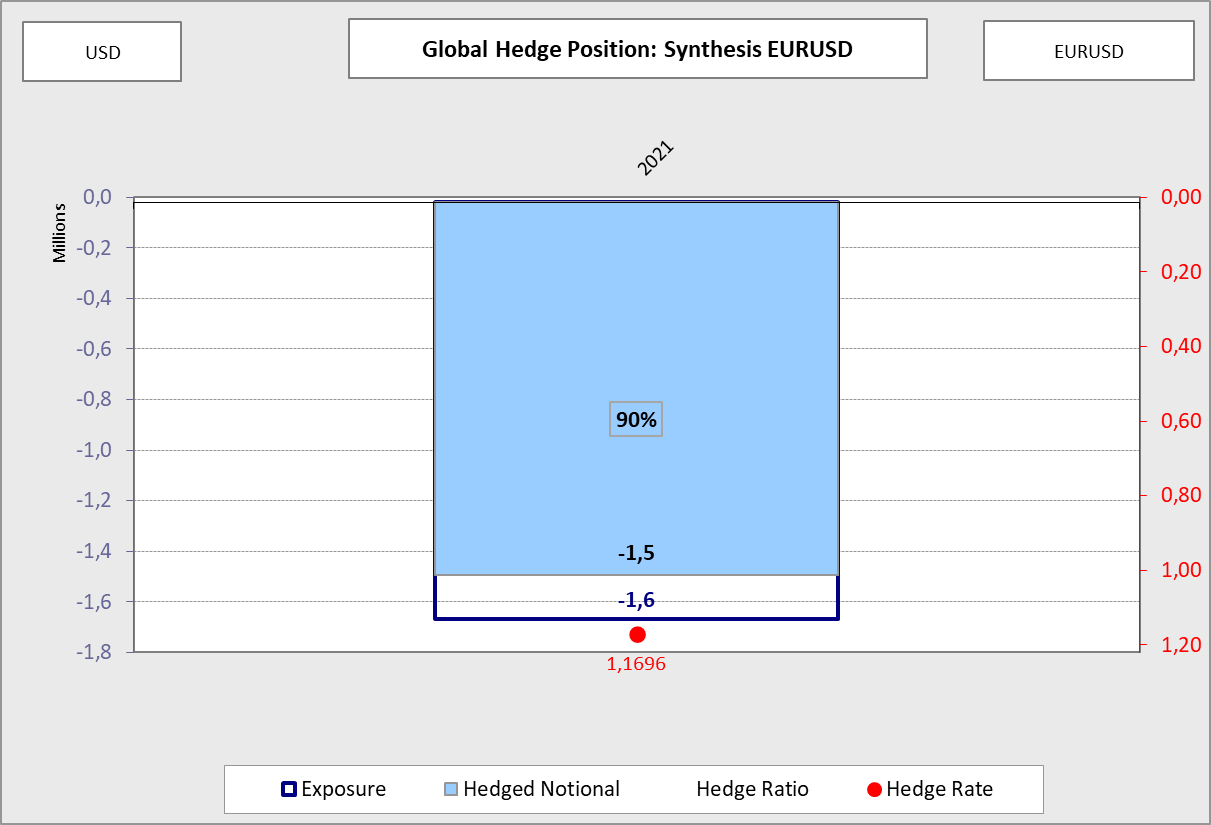 USD
Global Hedge Position: Synthesis EURUSD
EURUSD
2021
Millions
0,0
-0,2
-0,4
-0,6
-0,8
-1,0
-1,2
-1,4
-1,6
-1,8
90%
-1,5
-1,6
1,1696
0,00
0,20
0,40
0,60
0,80
1,00
1,20
Exposure
Hedged Notional
Hedge Ratio
Hedge Rate